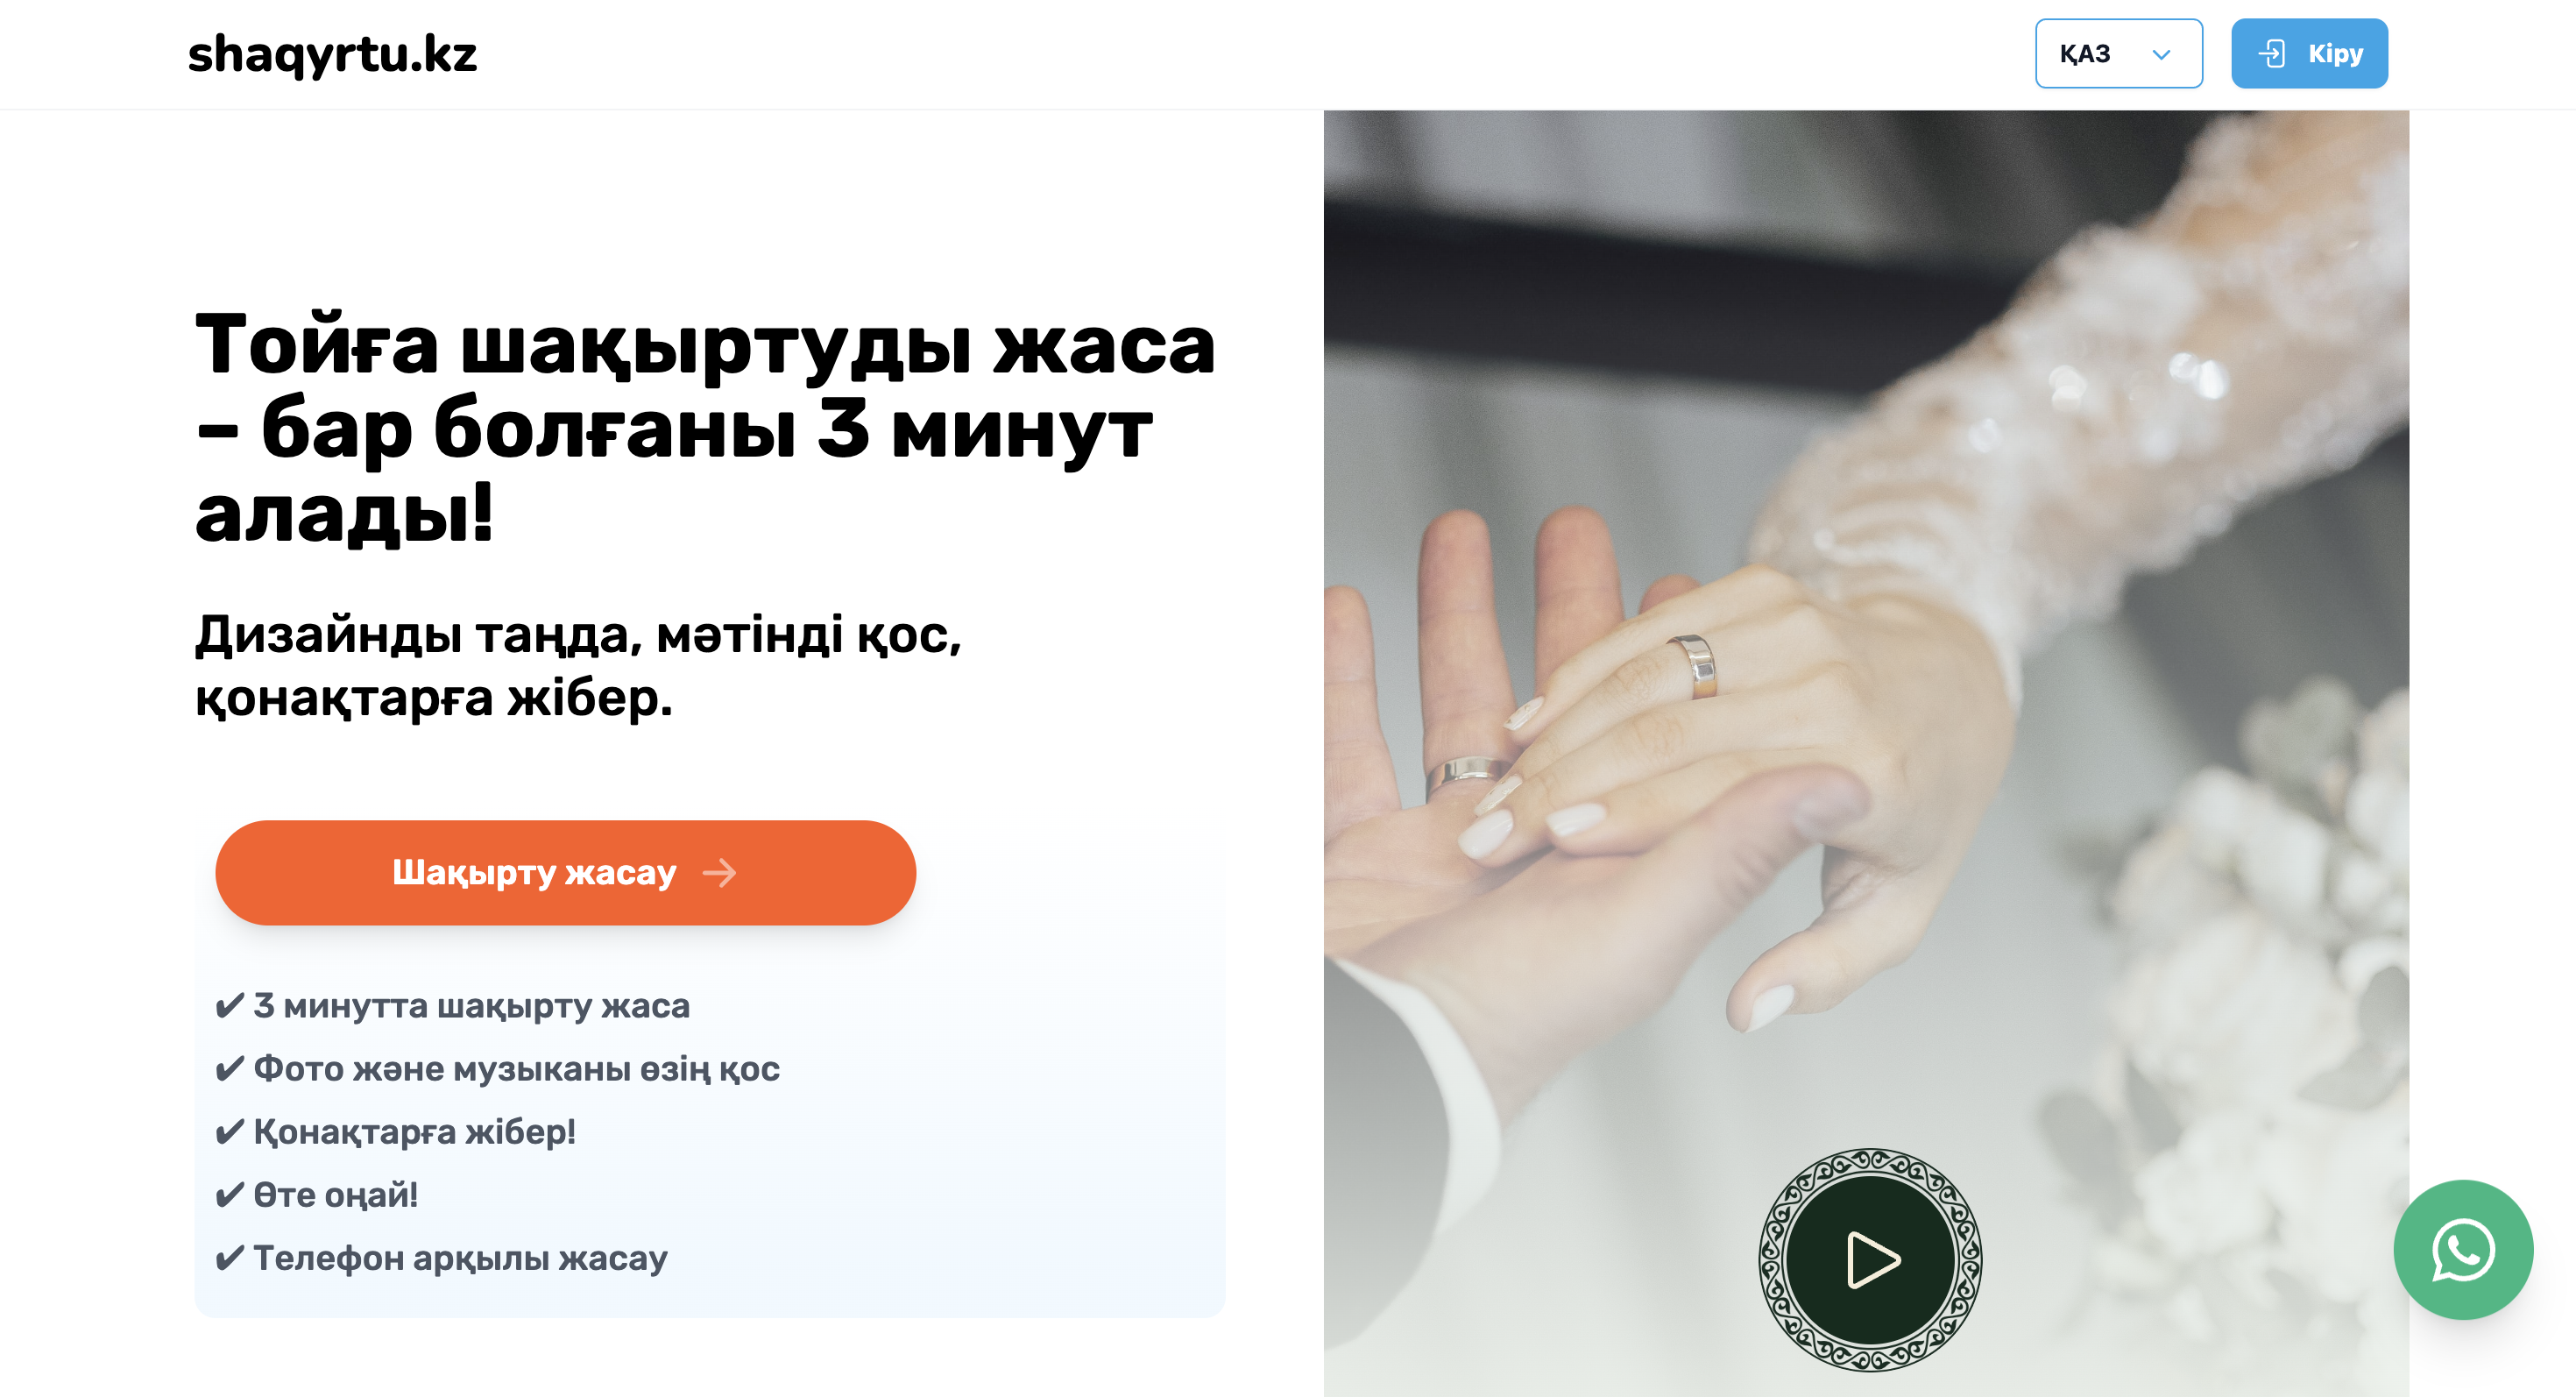 shaqyrtu.kz
ҚАЗ
Кіру
Тойға шақыртуды жаса
– бар болғаны 3 минут
алады!
Дизайнды таңда, мәтінді қос,
қонақтарға жібер.
Шақырту жасау →
✔ 3 минутта шақырту жаса
✔ Фото және музыканы өзің қос
✔ Қонақтарға жібер!
✔ Өте оңай!
✔ Телефон арқылы жасау